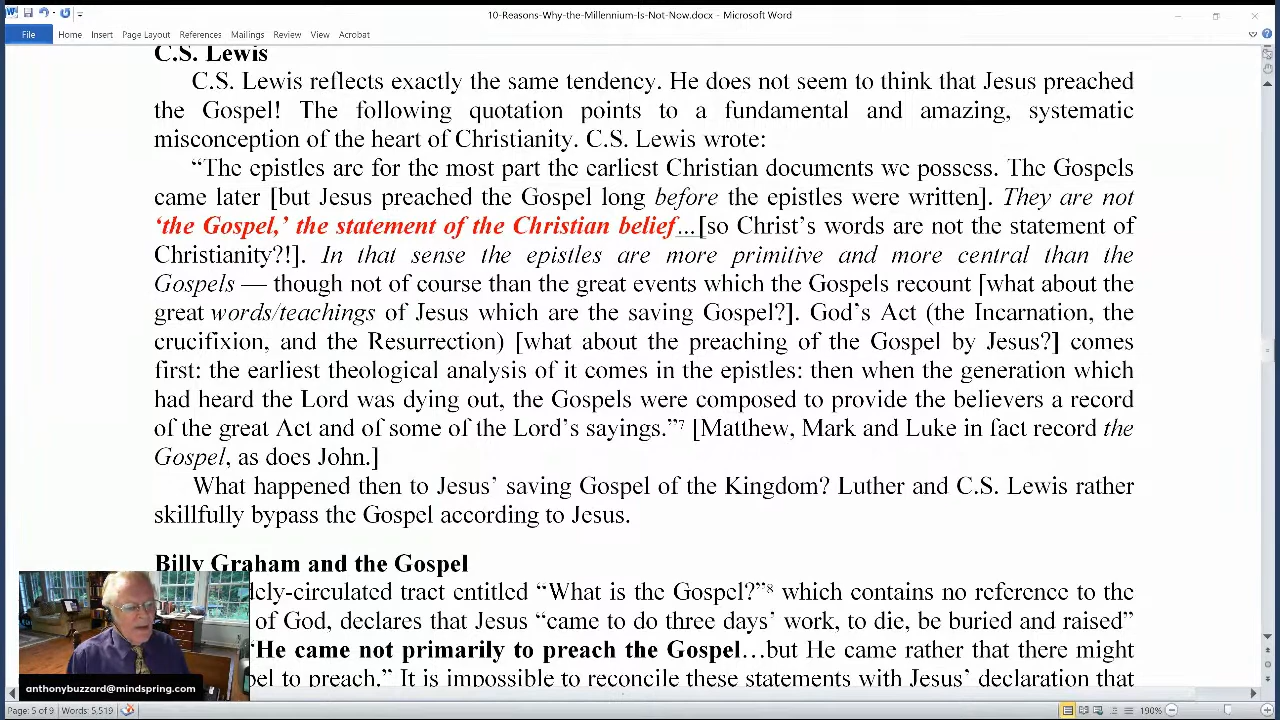 10-Reasons-Why-the-Millennium-Is-Not-Now.docx - Microsoft Word
File Home Insert Page Layout References Mailings Review View Acrobat
C.S. Lewis
C.S. Lewis reflects exactly the same tendency. He does not seem to think that Jesus preached
the Gospel! The following quotation points to a fundamental and amazing, systematic
misconception of the heart of Christianity. C.S. Lewis wrote:
“The epistles are for the most part the earliest Christian documents we possess. The Gospels
came later [but Jesus preached the Gospel long before the epistles were written]. They are not
‘the Gospel,’ the statement of the Christian belief...[so Christ’s words are not the statement of
Christianity?!]. In that sense the epistles are more primitive and more central than the
Gospels — though not of course than the great events which the Gospels recount [what about the
great words/teachings of Jesus which are the saving Gospel?]. God’s Act (the Incarnation, the
crucifixion, and the Resurrection) [what about the preaching of the Gospel by Jesus?] comes
first: the earliest theological analysis of it comes in the epistles: then when the generation which
had heard the Lord was dying out, the Gospels were composed to provide the believers a record
of the great Act and of some of the Lord’s sayings.”7 [Matthew, Mark and Luke in fact record the
Gospel, as does John.]
What happened then to Jesus’ saving Gospel of the Kingdom? Luther and C.S. Lewis rather
skillfully bypass the Gospel according to Jesus.
Billy Graham and the Gospel
dely-circulated tract entitled “What is the Gospel?”8 which contains no reference to the
of God, declares that Jesus “came to do three days’ work, to die, be buried and raised”
“He came not primarily to preach the Gospel...but He came rather that there might
pel to preach.” It is impossible to reconcile these statements with Jesus’ declaration that
anthonybuzzard@mindspring.com
Page: 5 of 9 Words: 5,519 190%